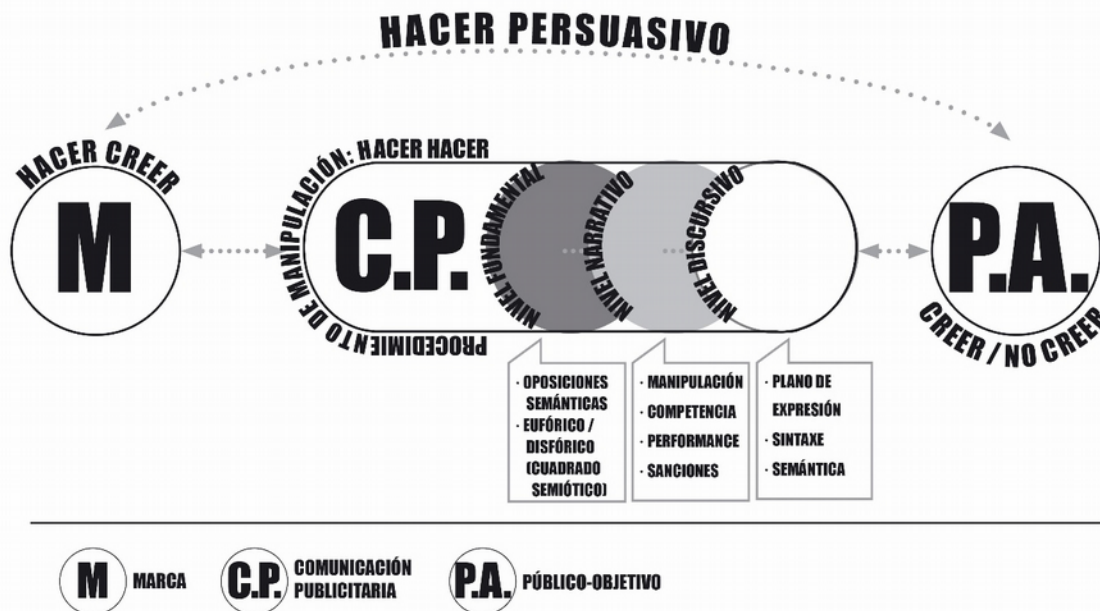 HACER PERSUASIVO
HACER CREER
M
PROCEDIMIENTO DE MANIPULACIÓN: HACER HACER
C.P.
NIVEL FUNDAMENTAL
NIVEL NARRATIVO
NIVEL DISCURSIVO
P.A.
CREER / NO CREER
· OPOSICIONES
SEMÁNTICAS
· EUFÓRICO /
DISFÓRICO
(CUADRADO
SEMIÓTICO)
· MANIPULACIÓN
· COMPETENCIA
· PERFORMANCE
· SANCIONES
· PLANO DE
EXPRESIÓN
· SINTAXE
· SEMÁNTICA
M MARCA
C.P. COMUNICACIÓN
PUBLICITARIA
P.A. PÚBLICO-OBJETIVO